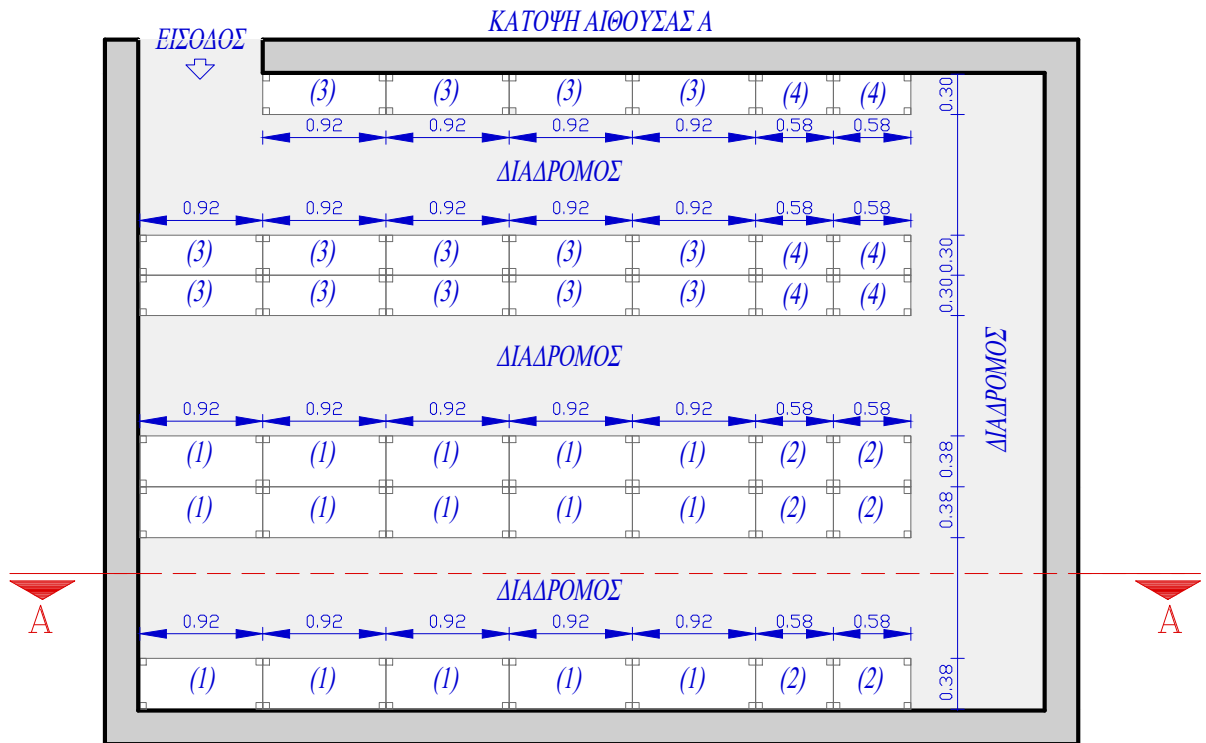 ΚΑΤΟΨΗ ΑΙΘΟΥΣΑΣ Α
ΕΙΣΟΔΟΣ
(3) (3) (3) (3) (4) (4) 0.30
0.92 0.92 0.92 0.92 0.58 0.58
ΔΙΑΔΡΟΜΟΣ
0.92 0.92 0.92 0.92 0.92 0.58 0.58
(3) (3) (3) (3) (3) (4) (4) 0.30
(3) (3) (3) (3) (3) (4) (4) 0.30
ΔΙΑΔΡΟΜΟΣ
ΔΙΑΔΡΟΜΟΣ
0.92 0.92 0.92 0.92 0.92 0.58 0.58
(1) (1) (1) (1) (1) (2) (2) 0.38
(1) (1) (1) (1) (1) (2) (2) 0.38
ΔΙΑΔΡΟΜΟΣ
A A
0.92 0.92 0.92 0.92 0.92 0.58 0.58
(1) (1) (1) (1) (1) (2) (2) 0.38